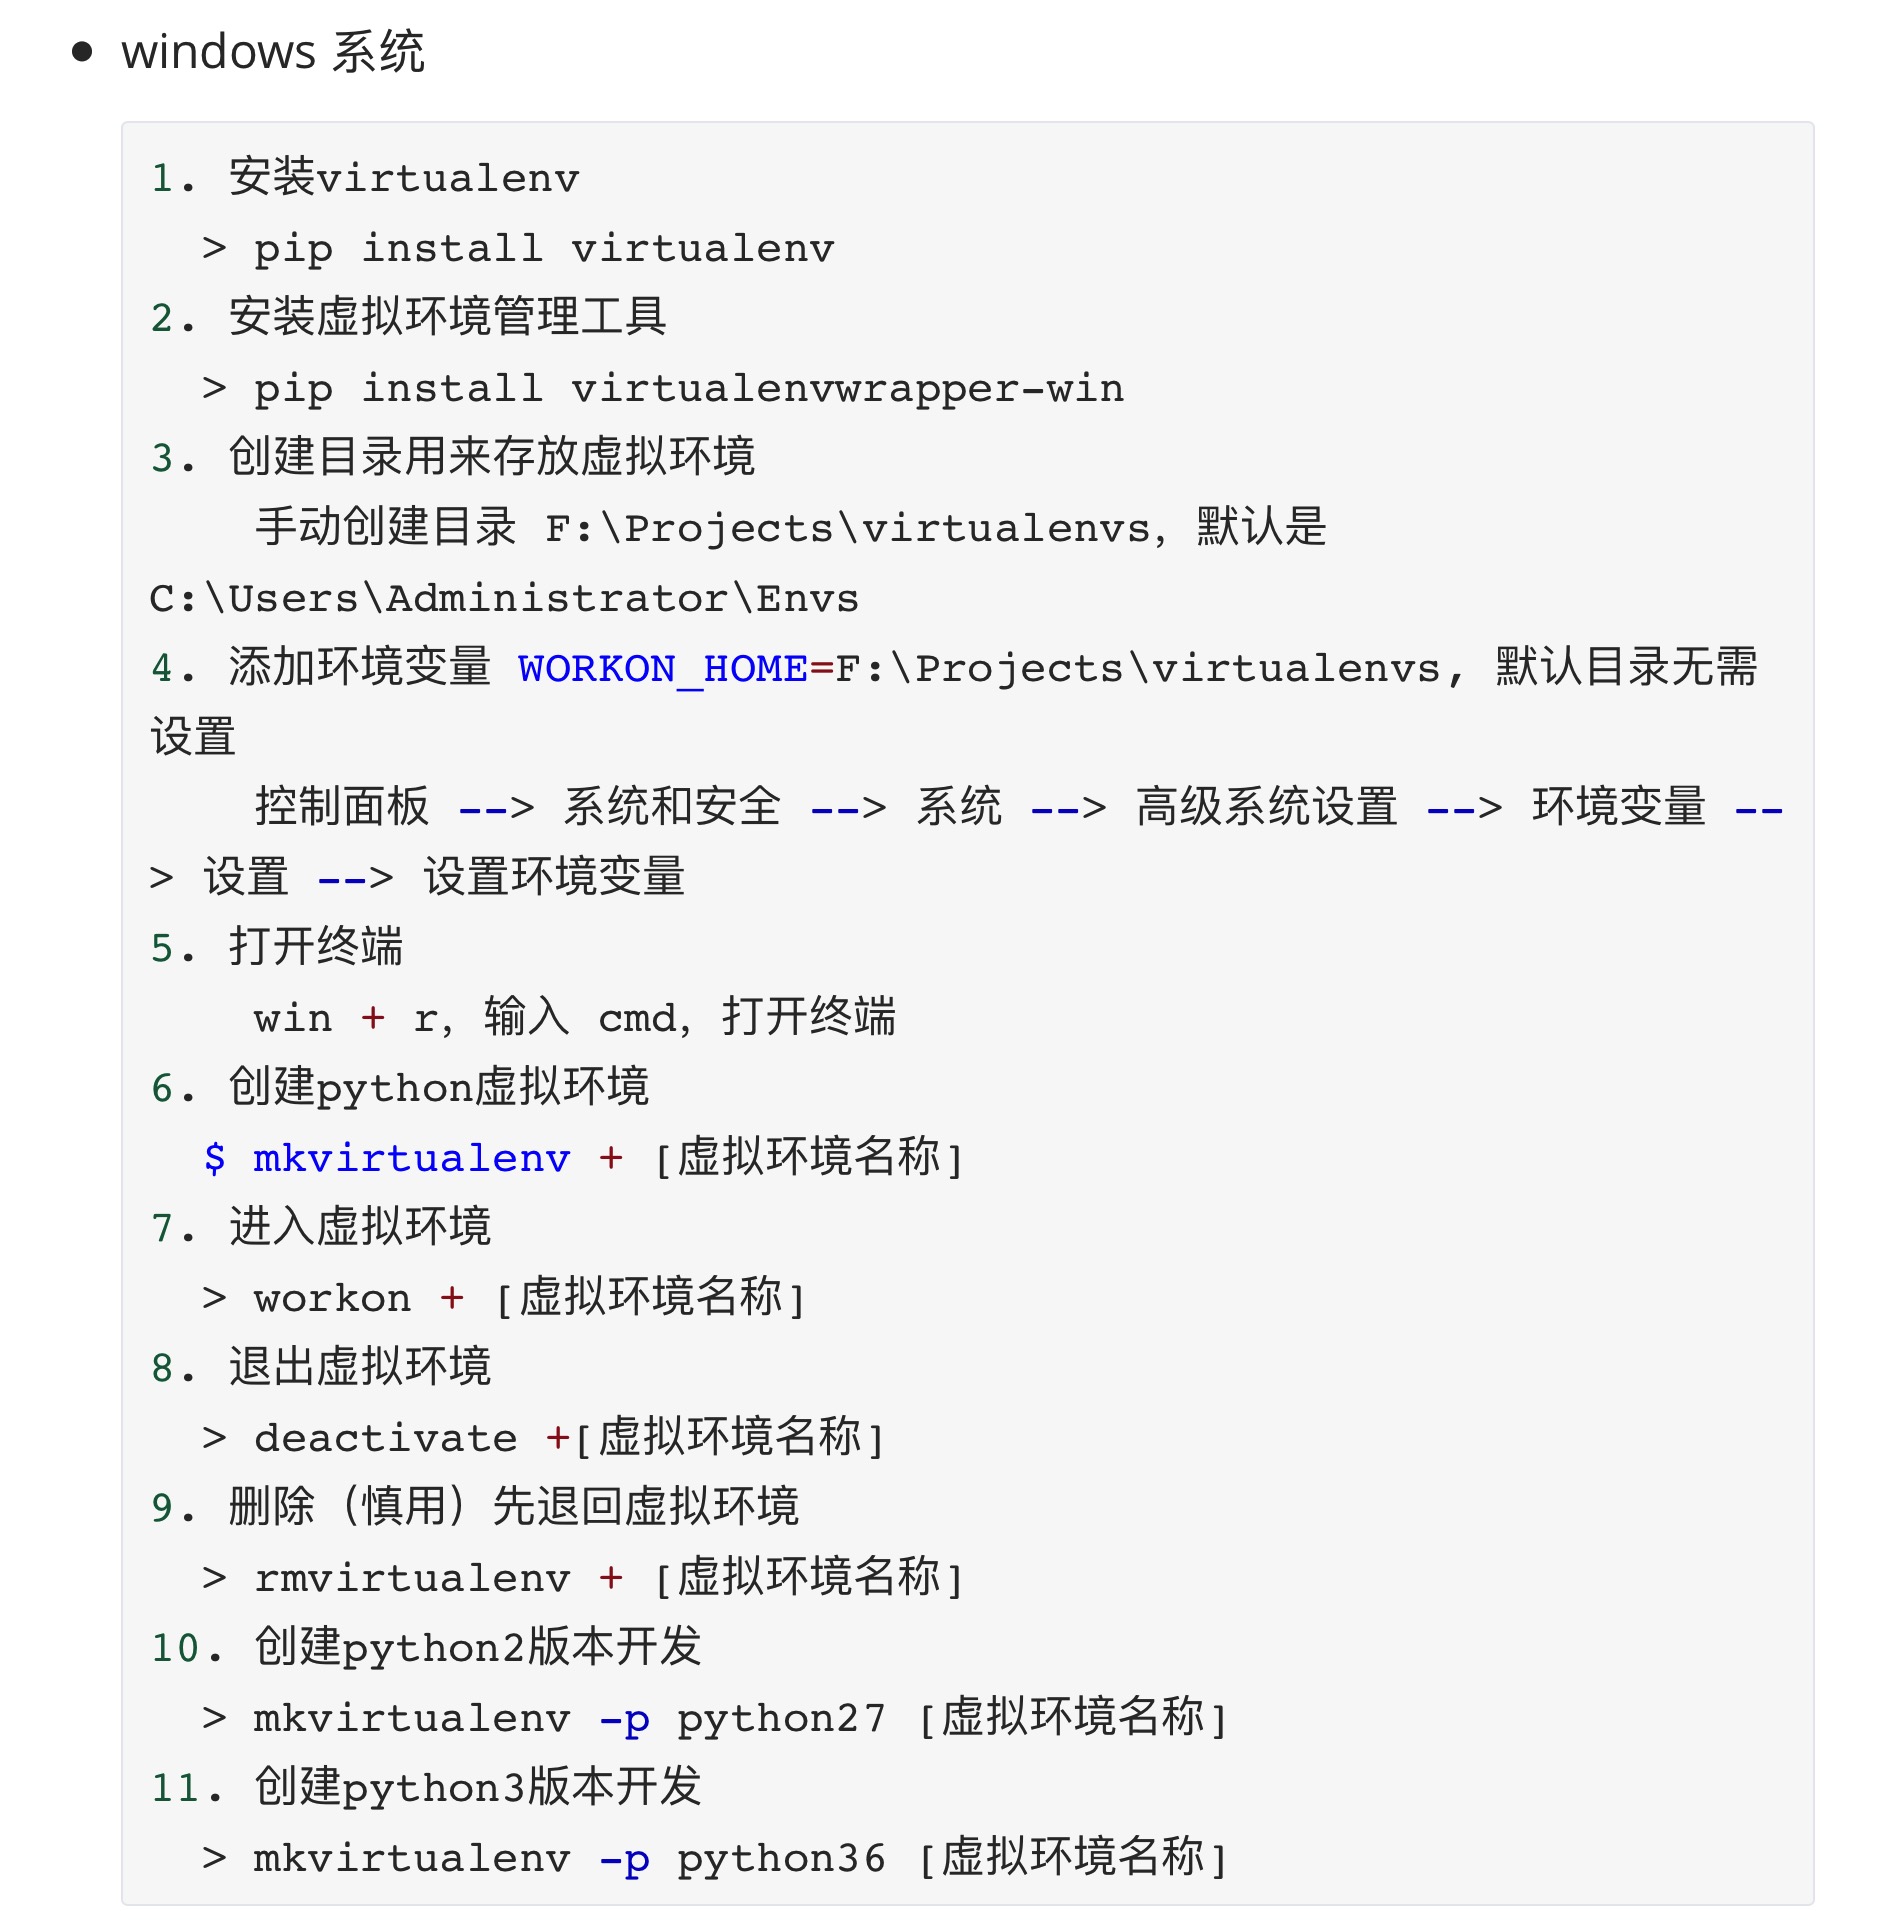 • windows 系统
1. 安装virtualenv
  > pip install virtualenv
2. 安装虚拟环境管理工具
  > pip install virtualenvwrapper-win
3. 创建目录用来存放虚拟环境
    手动创建目录 F:\Projects\virtualenvs，默认是
C:\Users\Administrator\Envs
4. 添加环境变量 WORKON_HOME=F:\Projects\virtualenvs, 默认目录无需
设置
    控制面板 --> 系统和安全 --> 系统 --> 高级系统设置 --> 环境变量 --
> 设置 --> 设置环境变量
5. 打开终端
    win + r，输入 cmd，打开终端
6. 创建python虚拟环境
  $ mkvirtualenv + [虚拟环境名称]
7. 进入虚拟环境
  > workon + [虚拟环境名称]
8. 退出虚拟环境
  > deactivate +[虚拟环境名称]
9. 删除（慎用）先退回虚拟环境
  > rmvirtualenv + [虚拟环境名称]
10. 创建python2版本开发
  > mkvirtualenv -p python27 [虚拟环境名称]
11. 创建python3版本开发
  > mkvirtualenv -p python36 [虚拟环境名称]